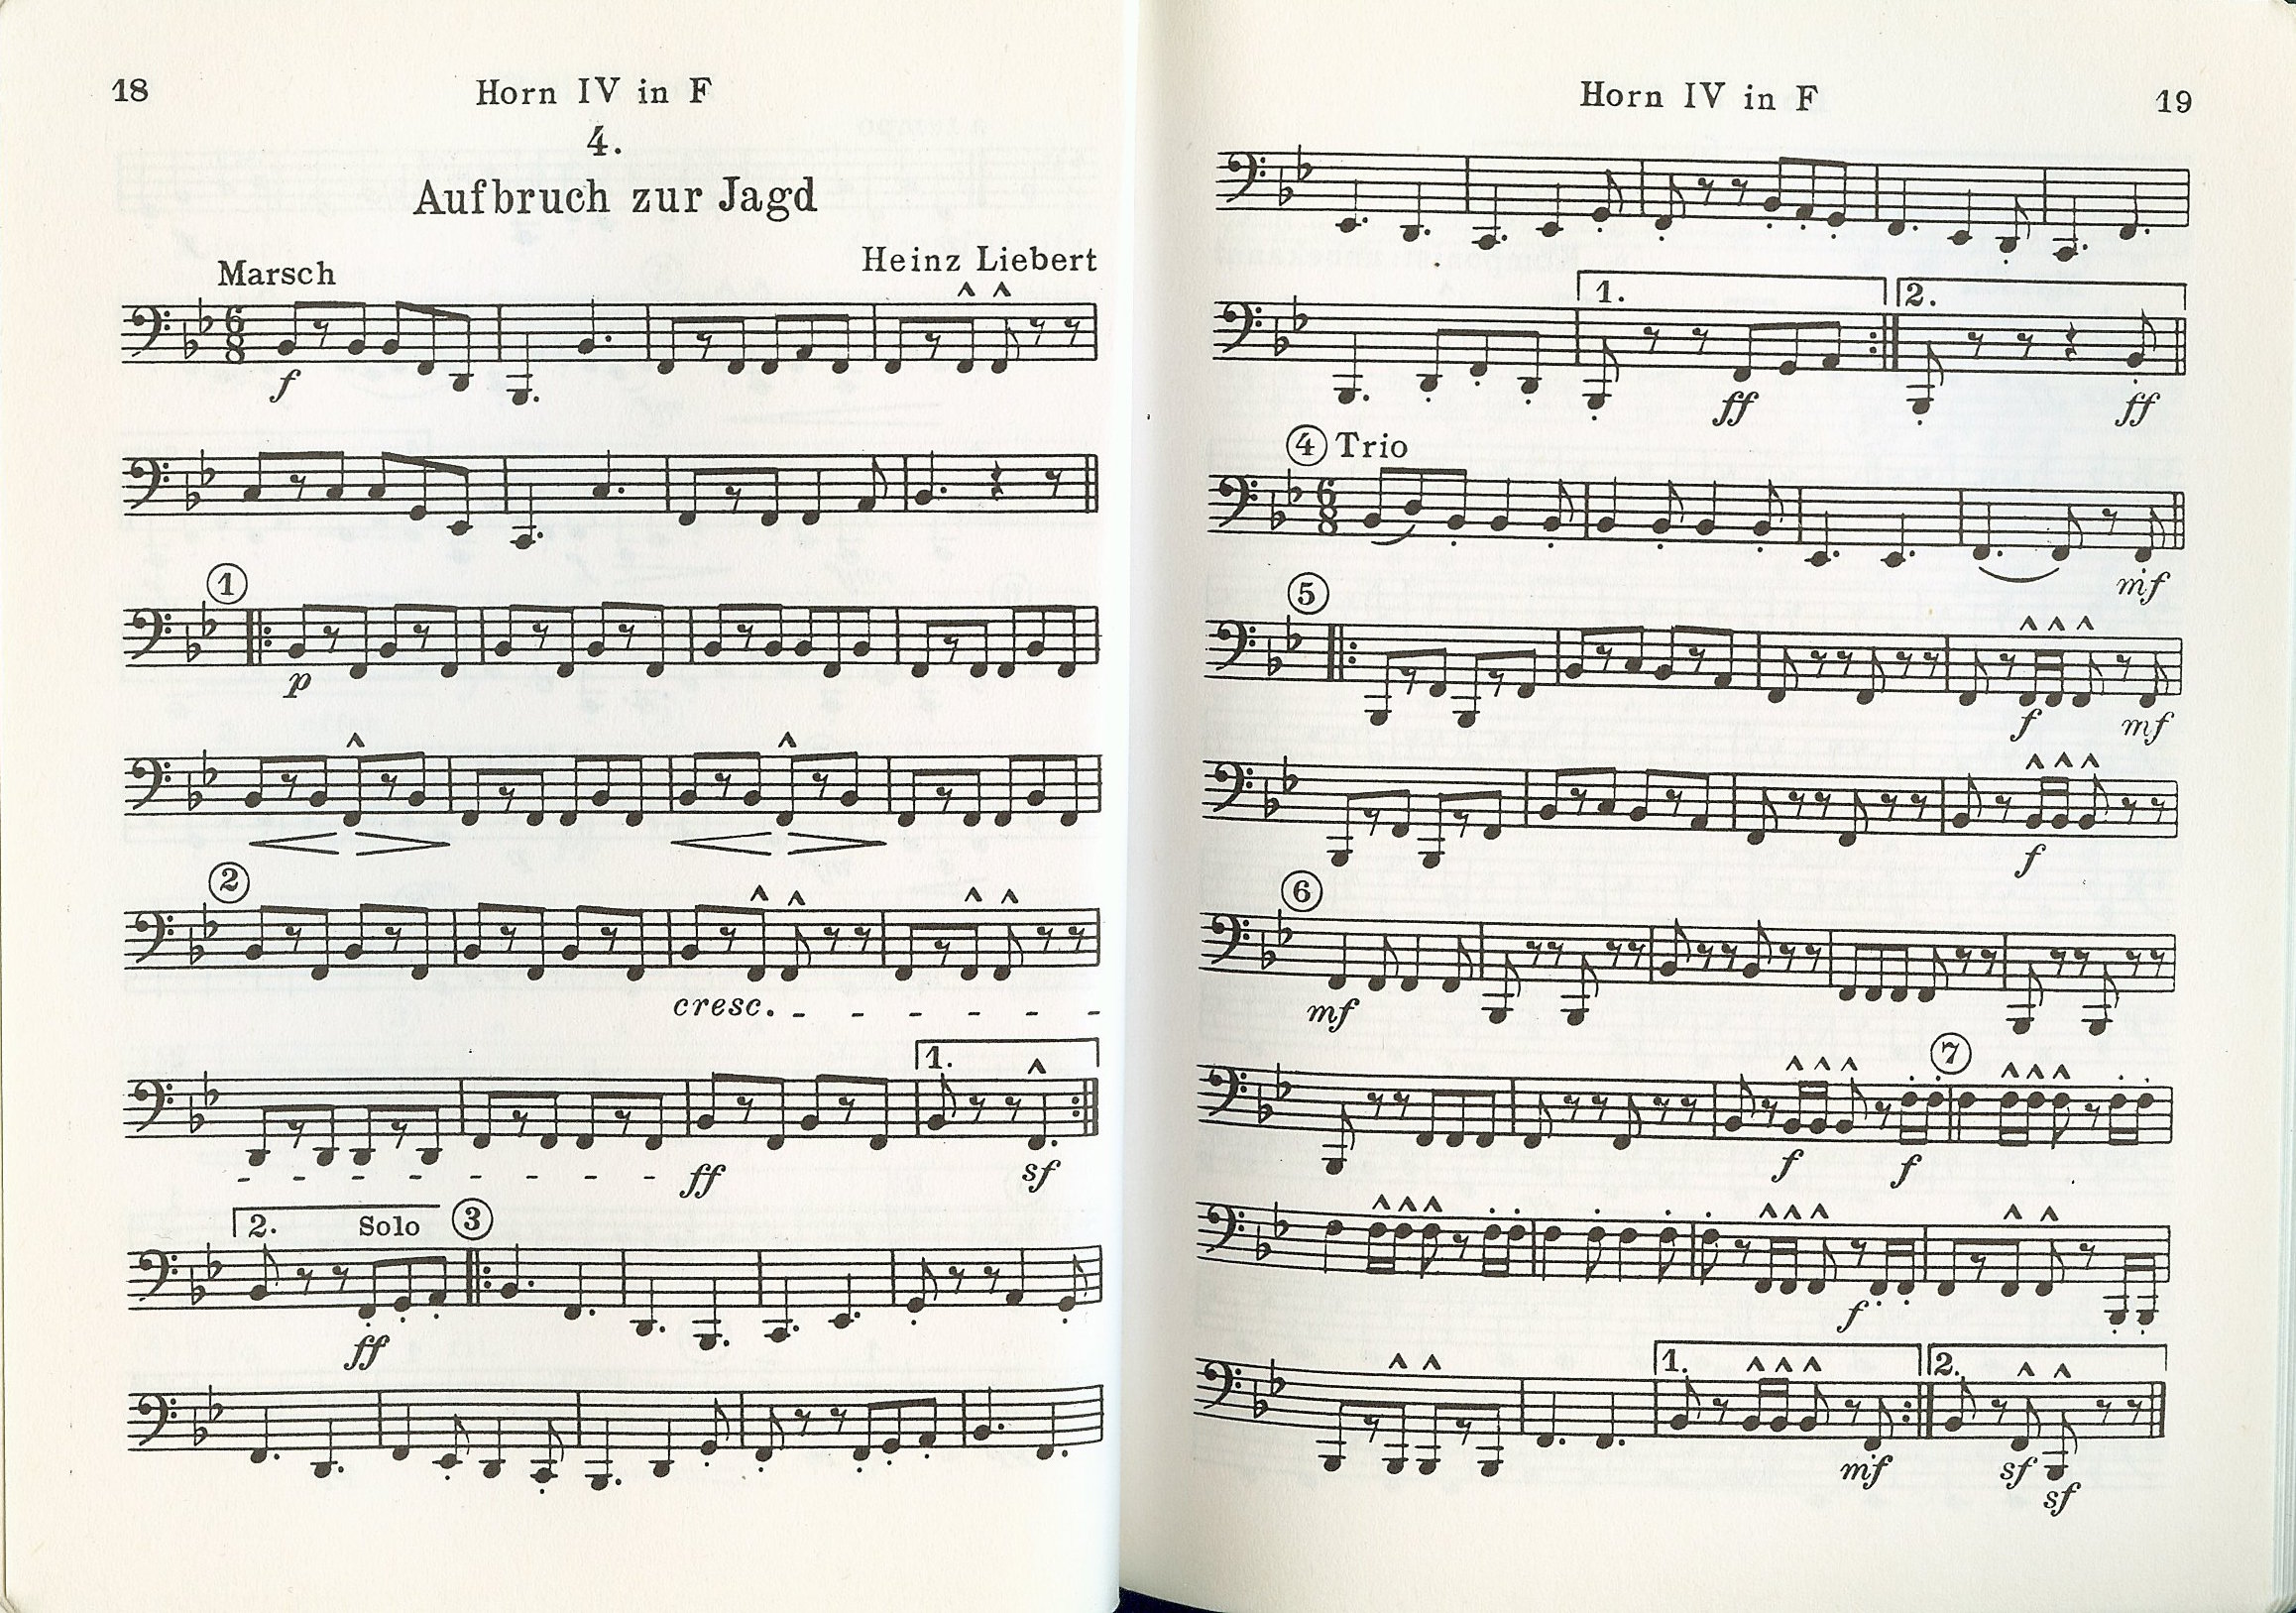 18
Horn IV in F
4.
Aufbruch zur Jagd
Marsch
Heinz Liebert
6
8
f
1
p
2
cresc.
1.
ff
sf
2.
Solo
3
ff
Horn IV in F
19
1.
2.
ff
ff
4 Trio
6
8
mf
5
f
mf
f
6
mf
7
f
f
f
1.
2.
mf
sf
sf